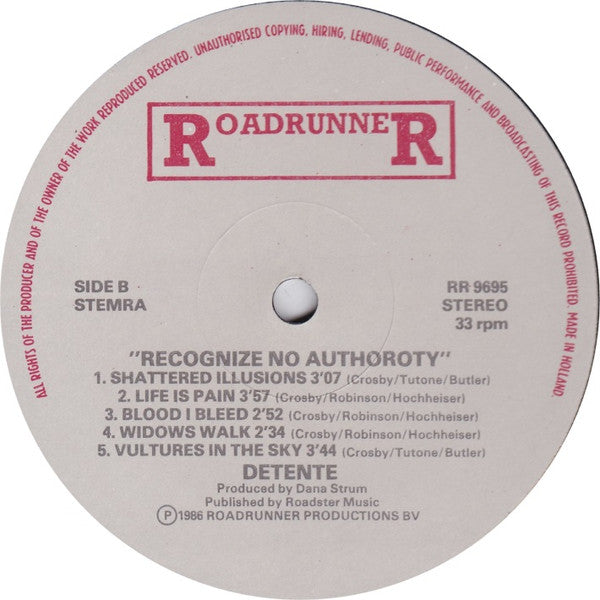 ALL RIGHTS OF THE PRODUCER AND OF THE OWNER OF THE WORK REPRODUCED RESERVED. UNAUTHORISED COPYING, HIRING, LENDING, PUBLIC PERFORMANCE AND BROADCASTING OF THIS RECORD PROHIBITED. MADE IN HOLLAND
ROADRUNNER
SIDE B
STEMRA
RR 9695
STEREO
33 rpm
"RECOGNIZE NO AUTHOROTY"
1. SHATTERED ILLUSIONS 3'07 (Crosby/Tutone/Butler)
2. LIFE IS PAIN 3'57 (Crosby/Robinson/Hochheiser)
3. BLOOD I BLEED 2'52 (Crosby/Robinson/Hochheiser)
4. WIDOWS WALK 2'34 (Crosby/Robinson/Hochheiser)
5. VULTURES IN THE SKY 3'44 (Crosby/Tutone/Butler)
DETENTE
Produced by Dana Strum
Published by Roadster Music
℗ 1986 ROADRUNNER PRODUCTIONS BV